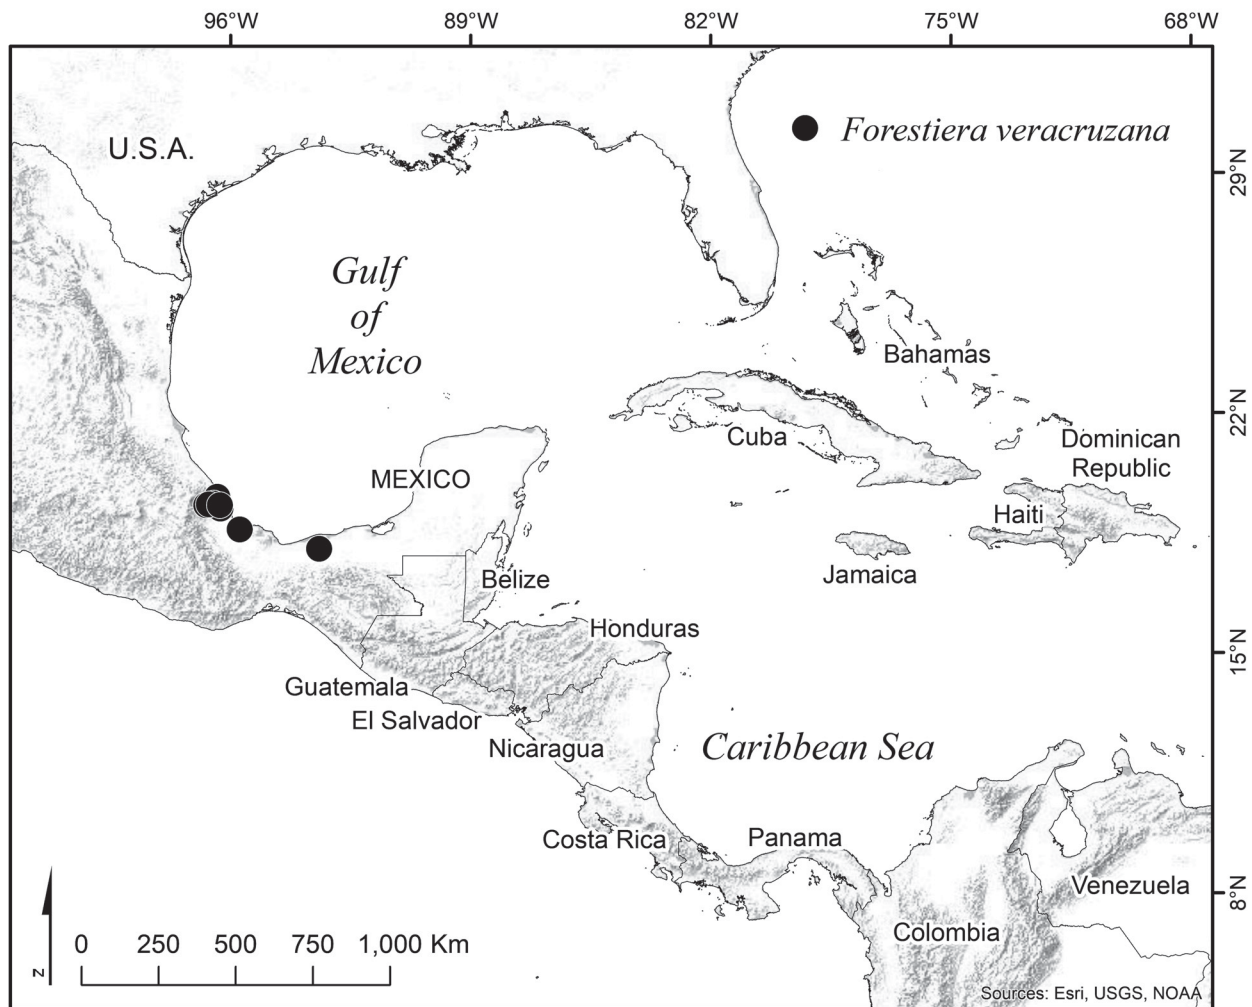 96°W 89°W 82°W 75°W 68°W
Forestiera veracruzana
U.S.A.
29°N
Gulf
of
Mexico
Bahamas
22°N
Cuba
Dominican
Republic
MEXICO
Haiti
Jamaica
Belize
Honduras
15°N
Guatemala
El Salvador
Nicaragua
Caribbean Sea
Costa Rica
Panama
Venezuela
8°N
Colombia
0 250 500 750 1,000 Km
N
Sources: Esri, USGS, NOAA